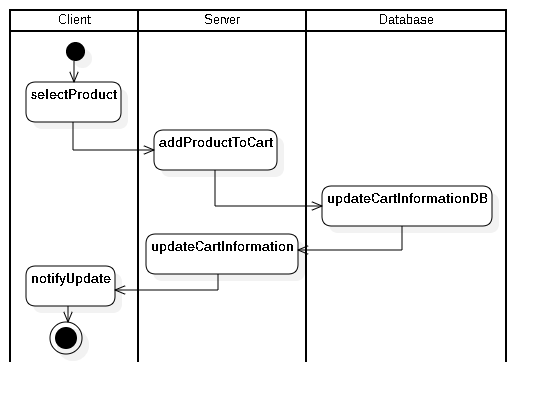 Client
Server
Database
selectProduct
addProductToCart
updateCartInformationDB
updateCartInformation
notifyUpdate